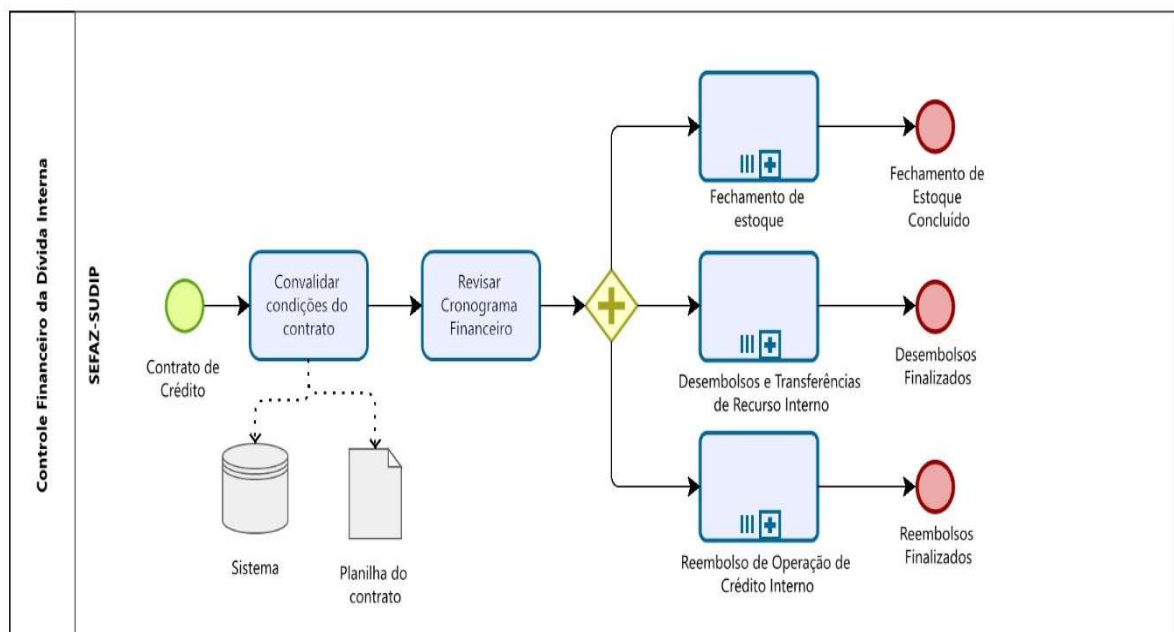 Controle Financeiro da Dívida Interna
SEFAZ-SUDIP
Contrato de
Crédito
Convalidar
condições do
contrato
Sistema
Planilha do
contrato
Revisar
Cronograma
Financeiro
Fechamento de
estoque
Fechamento de
Estoque
Concluído
Desembolsos e Transferências
de Recurso Interno
Desembolsos
Finalizados
Reembolso de Operação de
Crédito Interno
Reembolsos
Finalizados